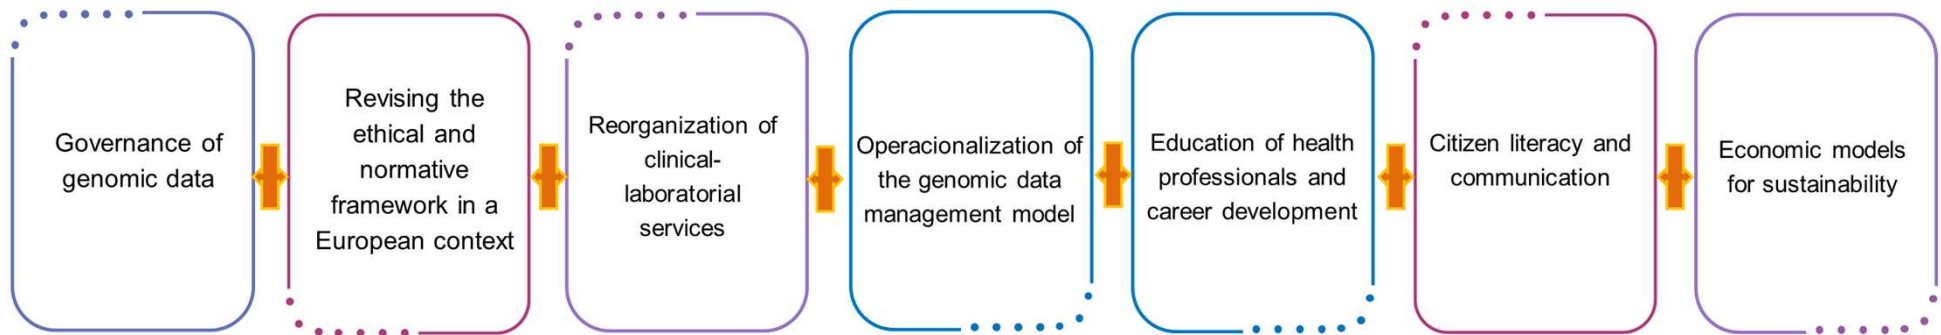 Governance of
genomic data
Revising the
ethical and
normative
framework in a
European context
Reorganization of
clinical-
laboratorial
services
Operacionalization of
the genomic data
management model
Education of health
professionals and
career development
Citizen literacy and
communication
Economic models
for sustainability